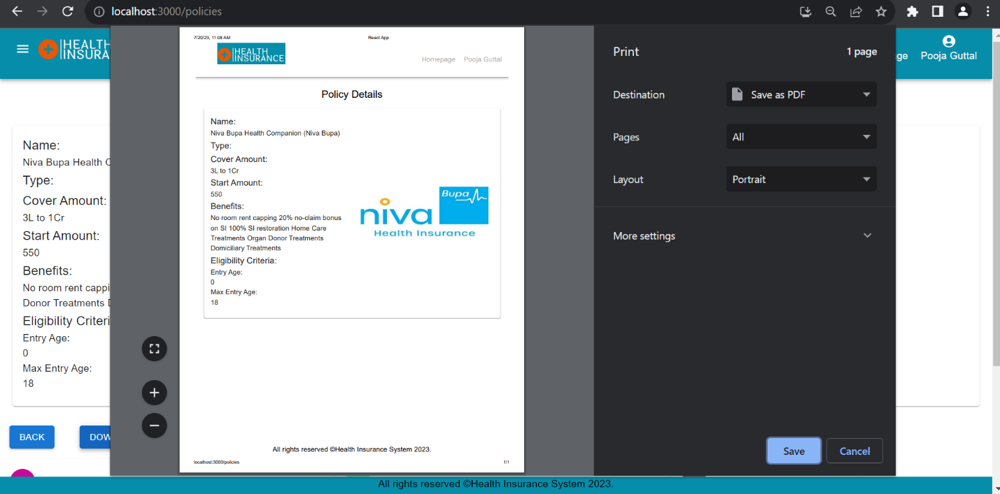 localhost:3000/policies
HEALTH
INSURA
ge
Pooja Guttal
Name:
Niva Bupa Health C
Type:
Cover Amount:
3L to 1Cr
Start Amount:
550
Benefits:
No room rent cappi
Donor Treatments D
Eligibility Criteri
Entry Age:
0
Max Entry Age:
18
BACK
DOW
7/20/23, 11:08 AM
React App
HEALTH
INSURANCE
Homepage Pooja Guttal
Policy Details
Name:
Niva Bupa Health Companion (Niva Bupa)
Type:
Cover Amount:
3L to 1Cr
Start Amount:
550
Benefits:
No room rent capping 20% no-claim bonus
on SI 100% SI restoration Home Care
Treatments Organ Donor Treatments
Domiciliary Treatments
Eligibility Criteria:
Entry Age:
0
Max Entry Age:
18
Bupa
niva
Health Insurance
All rights reserved ©Health Insurance System 2023.
localhost:3000/policies
1/1
Print
1 page
Destination
Save as PDF
Pages
All
Layout
Portrait
More settings
Save
Cancel
All rights reserved ©Health Insurance System 2023.